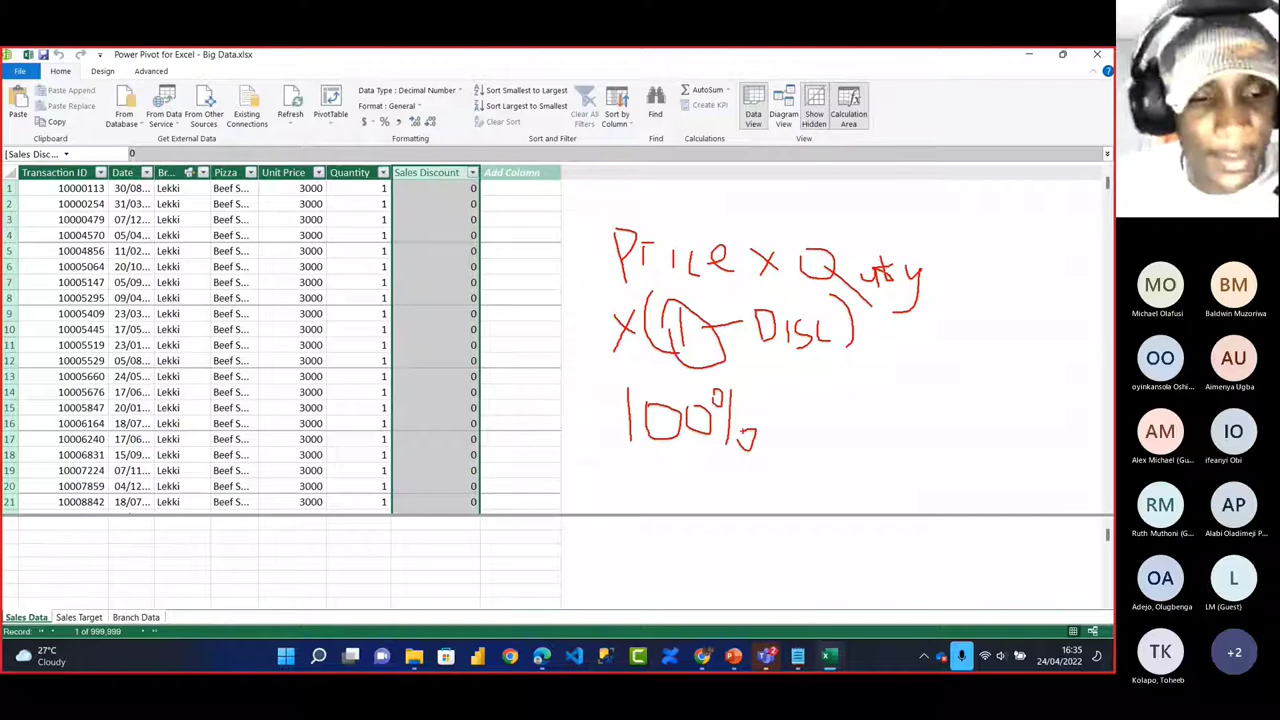 Power Pivot for Excel - Big Data.xlsx
File Home Design Advanced
Paste
Paste Append
Paste Replace
Copy
Clipboard
From Database
From Data Service
From Other Sources
Existing Connections
Get External Data
Refresh
PivotTable
Data Type : Decimal Number
Format : General
$ % ,
Formatting
Sort Smallest to Largest
Sort Largest to Smallest
Clear Sort
Clear All Filters
Sort by Column
Sort and Filter
Find
Find
AutoSum
Create KPI
Calculations
Data View
Diagram View
Show Hidden
Calculation Area
View
[Sales Disc... 0
Transaction ID Date Br... Pizza Unit Price Quantity Sales Discount Add Column
1 10000113 30/08... Lekki Beef S... 3000 1 0
2 10000254 31/03... Lekki Beef S... 3000 1 0
3 10000479 07/12... Lekki Beef S... 3000 1 0
4 10004570 05/04... Lekki Beef S... 3000 1 0
5 10004856 11/02... Lekki Beef S... 3000 1 0
6 10005064 20/10... Lekki Beef S... 3000 1 0
7 10005147 05/09... Lekki Beef S... 3000 1 0
8 10005295 09/04... Lekki Beef S... 3000 1 0
9 10005409 23/03... Lekki Beef S... 3000 1 0
10 10005445 17/05... Lekki Beef S... 3000 1 0
11 10005519 23/01... Lekki Beef S... 3000 1 0
12 10005529 05/08... Lekki Beef S... 3000 1 0
13 10005660 24/05... Lekki Beef S... 3000 1 0
14 10005676 17/06... Lekki Beef S... 3000 1 0
15 10005847 20/01... Lekki Beef S... 3000 1 0
16 10006164 18/07... Lekki Beef S... 3000 1 0
17 10006240 17/06... Lekki Beef S... 3000 1 0
18 10006831 15/09... Lekki Beef S... 3000 1 0
19 10007224 07/11... Lekki Beef S... 3000 1 0
20 10007859 04/12... Lekki Beef S... 3000 1 0
21 10008842 18/07... Lekki Beef S... 3000 1 0
Price x
x (1 - Disc)
100%
Sales Data Sales Target Branch Data
Record: 1 of 999,999
27°C
Cloudy
16:35
24/04/2022
MO
Michael Olafusi
BM
Baldwin Muzoriwa
OO
oyinkansola Oshi...
AU
Aimenya Ugba
AM
Alex Michael (Gu...
IO
ifeanyi Obi
RM
Ruth Muthoni (G...
AP
Alabi Oladimeji P...
OA
Adejo, Olugbenga
L
LM (Guest)
TK
Kolapo, Toheeb
+2